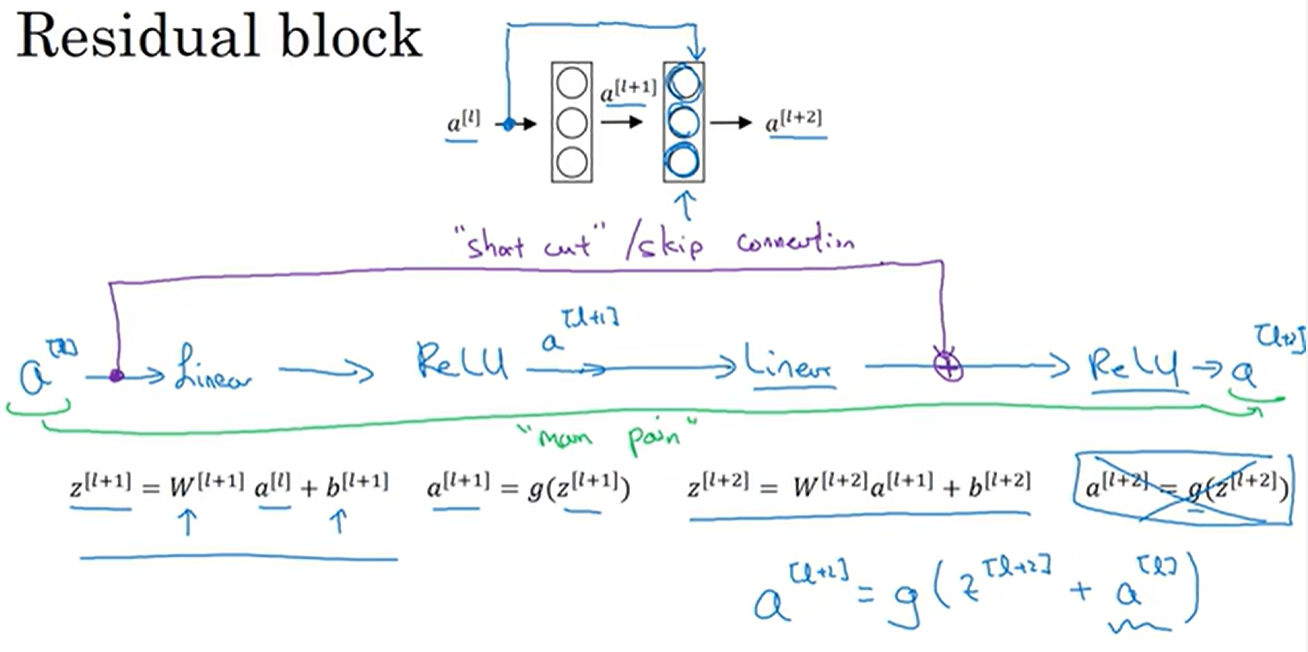 Residual block
a[l] a[l+1] a[l+2]
"short cut" / skip connection
a[l] Linear ReLU a[l+1] Linear + ReLU a[l+2]
"main path"
z[l+1] = W[l+1] a[l] + b[l+1] a[l+1] = g(z[l+1]) z[l+2] = W[l+2]a[l+1] + b[l+2] a[l+2] = g(z[l+2])
a[l+2] = g(z[l+2] + a[l])